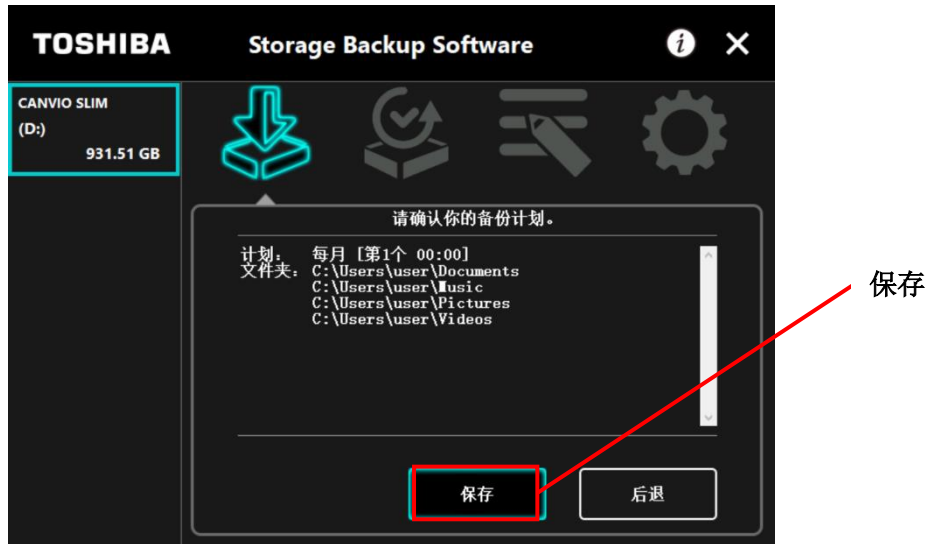 TOSHIBA Storage Backup Software i
CANVIO SLIM
(D:)
931.51 GB
请确认你的备份计划。
计划: 每月 [第1个 00:00]
文件夹: C:\Users\user\Documents
C:\Users\user\Music
C:\Users\user\Pictures
C:\Users\user\Videos
保存
保存 后退